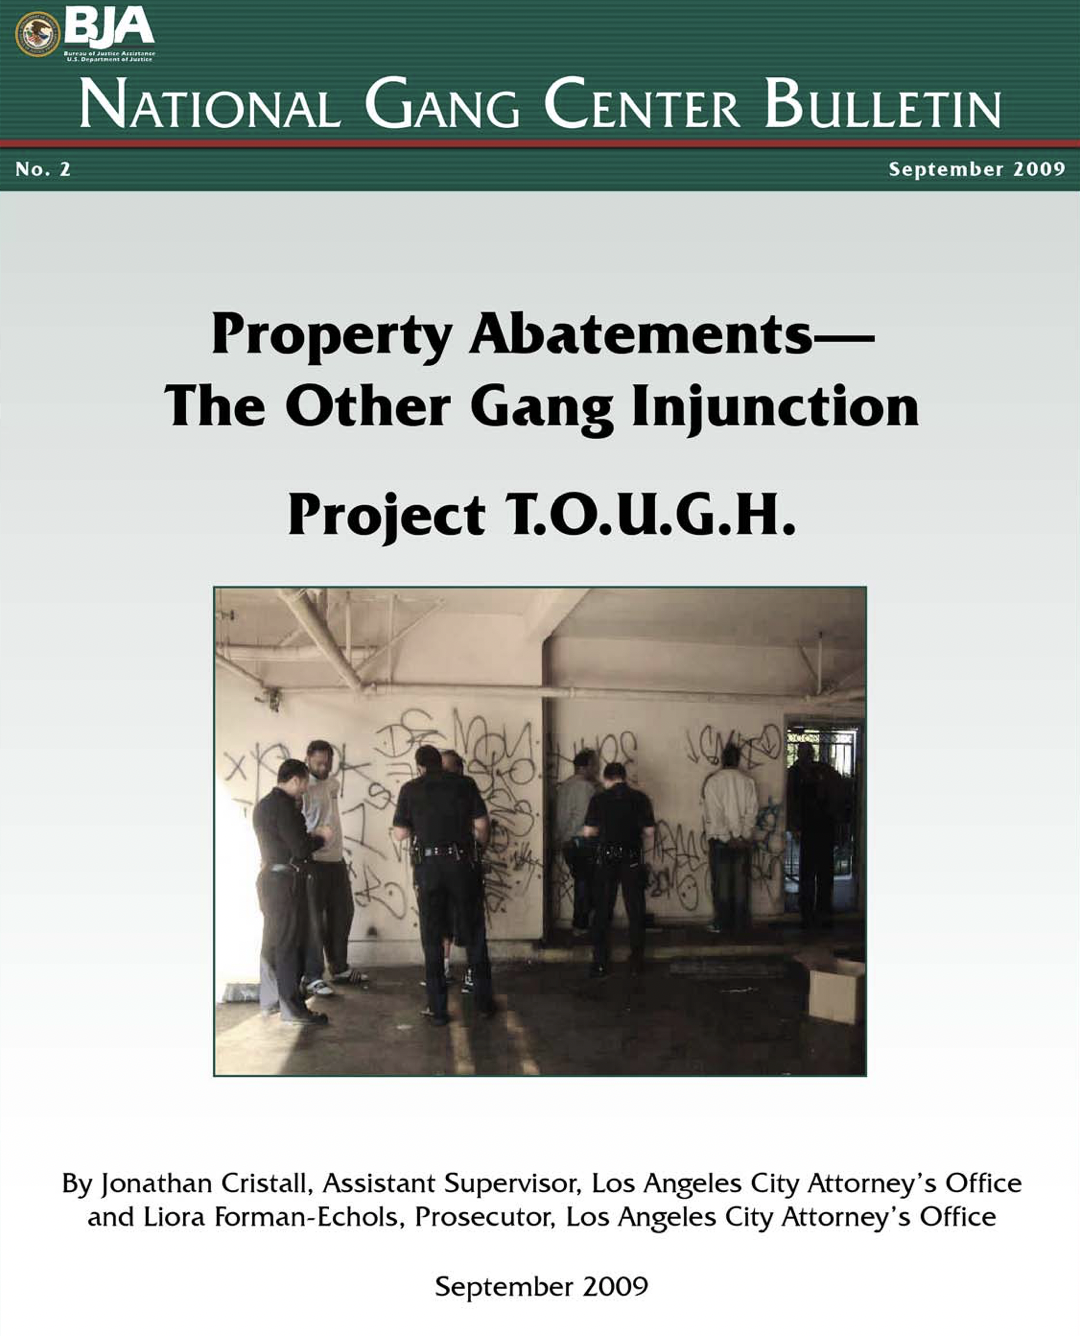 BJA
Bureau of Justice Assistance
U.S. Department of Justice
NATIONAL GANG CENTER BULLETIN
No. 2
September 2009
Property Abatements—
The Other Gang Injunction
Project T.O.U.G.H.
By Jonathan Cristall, Assistant Supervisor, Los Angeles City Attorney's Office
and Liora Forman-Echols, Prosecutor, Los Angeles City Attorney's Office
September 2009